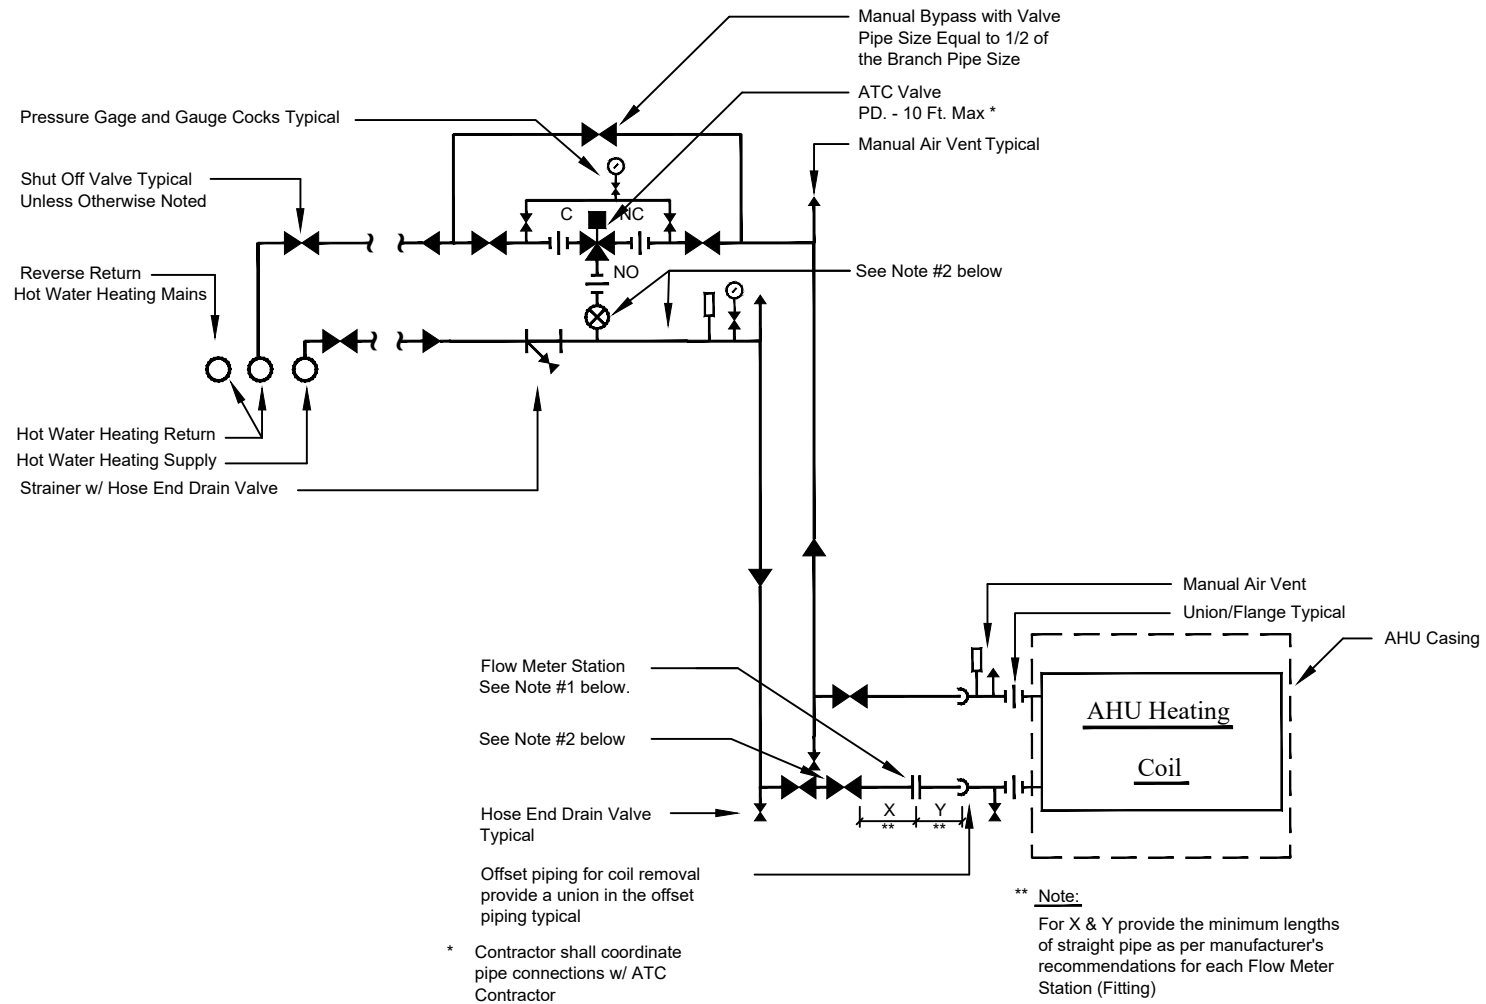 Manual Bypass with Valve
Pipe Size Equal to 1/2 of
the Branch Pipe Size
ATC Valve
PD. - 10 Ft. Max *
Manual Air Vent Typical
Pressure Gage and Gauge Cocks Typical
Shut Off Valve Typical
Unless Otherwise Noted
C
NC
NO
Reverse Return
Hot Water Heating Mains
See Note #2 below
Hot Water Heating Return
Hot Water Heating Supply
Strainer w/ Hose End Drain Valve
Manual Air Vent
Union/Flange Typical
AHU Casing
Flow Meter Station
See Note #1 below.
See Note #2 below
AHU Heating
Coil
Hose End Drain Valve
Typical
X
**
Y
**
Offset piping for coil removal
provide a union in the offset
piping typical
* Contractor shall coordinate
pipe connections w/ ATC
Contractor
** Note:
For X & Y provide the minimum lengths
of straight pipe as per manufacturer's
recommendations for each Flow Meter
Station (Fitting)